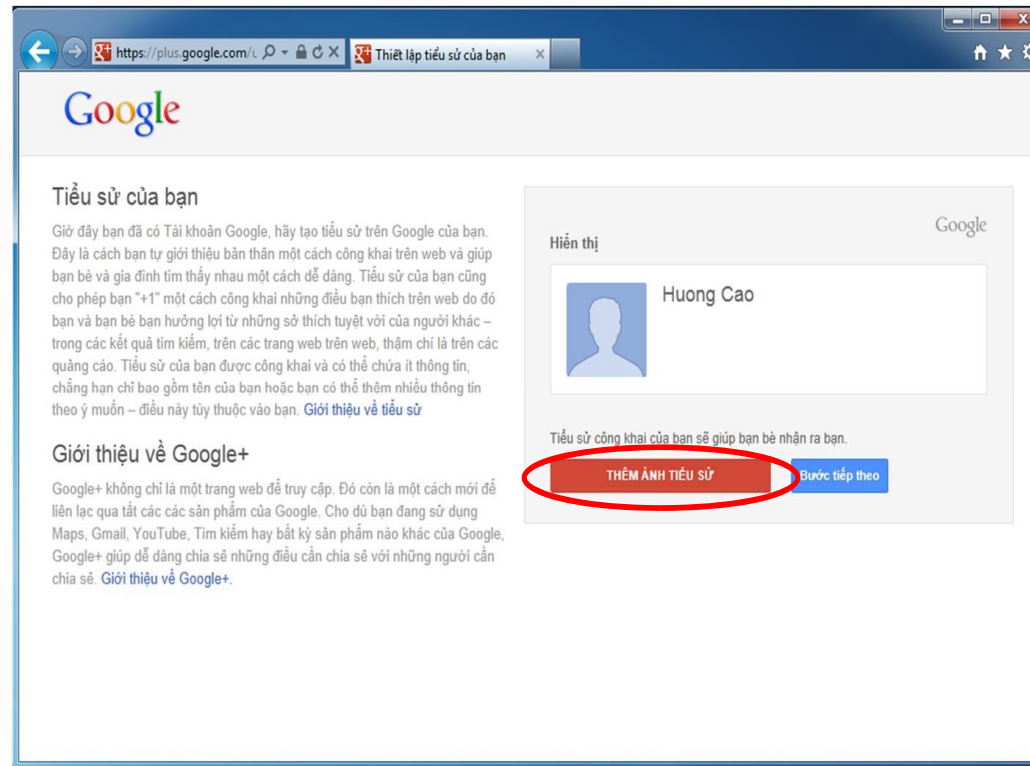 https://plus.google.com/
Thiết lập tiểu sử của bạn
Google
Tiểu sử của bạn
Giờ đây bạn đã có Tài khoản Google, hãy tạo tiểu sử trên Google của bạn.
Đây là cách bạn tự giới thiệu bản thân một cách công khai trên web và giúp
bạn bè và gia đình tìm thấy nhau một cách dễ dàng. Tiểu sử của bạn cũng
cho phép bạn "+1" một cách công khai những điều bạn thích trên web do đó
bạn và bạn bè bạn hưởng lợi từ những sở thích tuyệt vời của người khác –
trong các kết quả tìm kiếm, trên các trang web trên web, thậm chí là trên các
quảng cáo. Tiểu sử của bạn được công khai và có thể chứa ít thông tin,
chẳng hạn chỉ bao gồm tên của bạn hoặc bạn có thể thêm nhiều thông tin
theo ý muốn – điều này tùy thuộc vào bạn. Giới thiệu về tiểu sử
Giới thiệu về Google+
Google+ không chỉ là một trang web để truy cập. Đó còn là một cách mới để
liên lạc qua tất các các sản phẩm của Google. Cho dù bạn đang sử dụng
Maps, Gmail, YouTube, Tìm kiếm hay bất kỳ sản phẩm nào khác của Google,
Google+ giúp dễ dàng chia sẻ những điều cần chia sẻ với những người cần
chia sẻ. Giới thiệu về Google+.
Google
Hiển thị
Huong Cao
Tiểu sử công khai của bạn sẽ giúp bạn bè nhận ra bạn.
THÊM ẢNH TIỂU SỬ
Bước tiếp theo